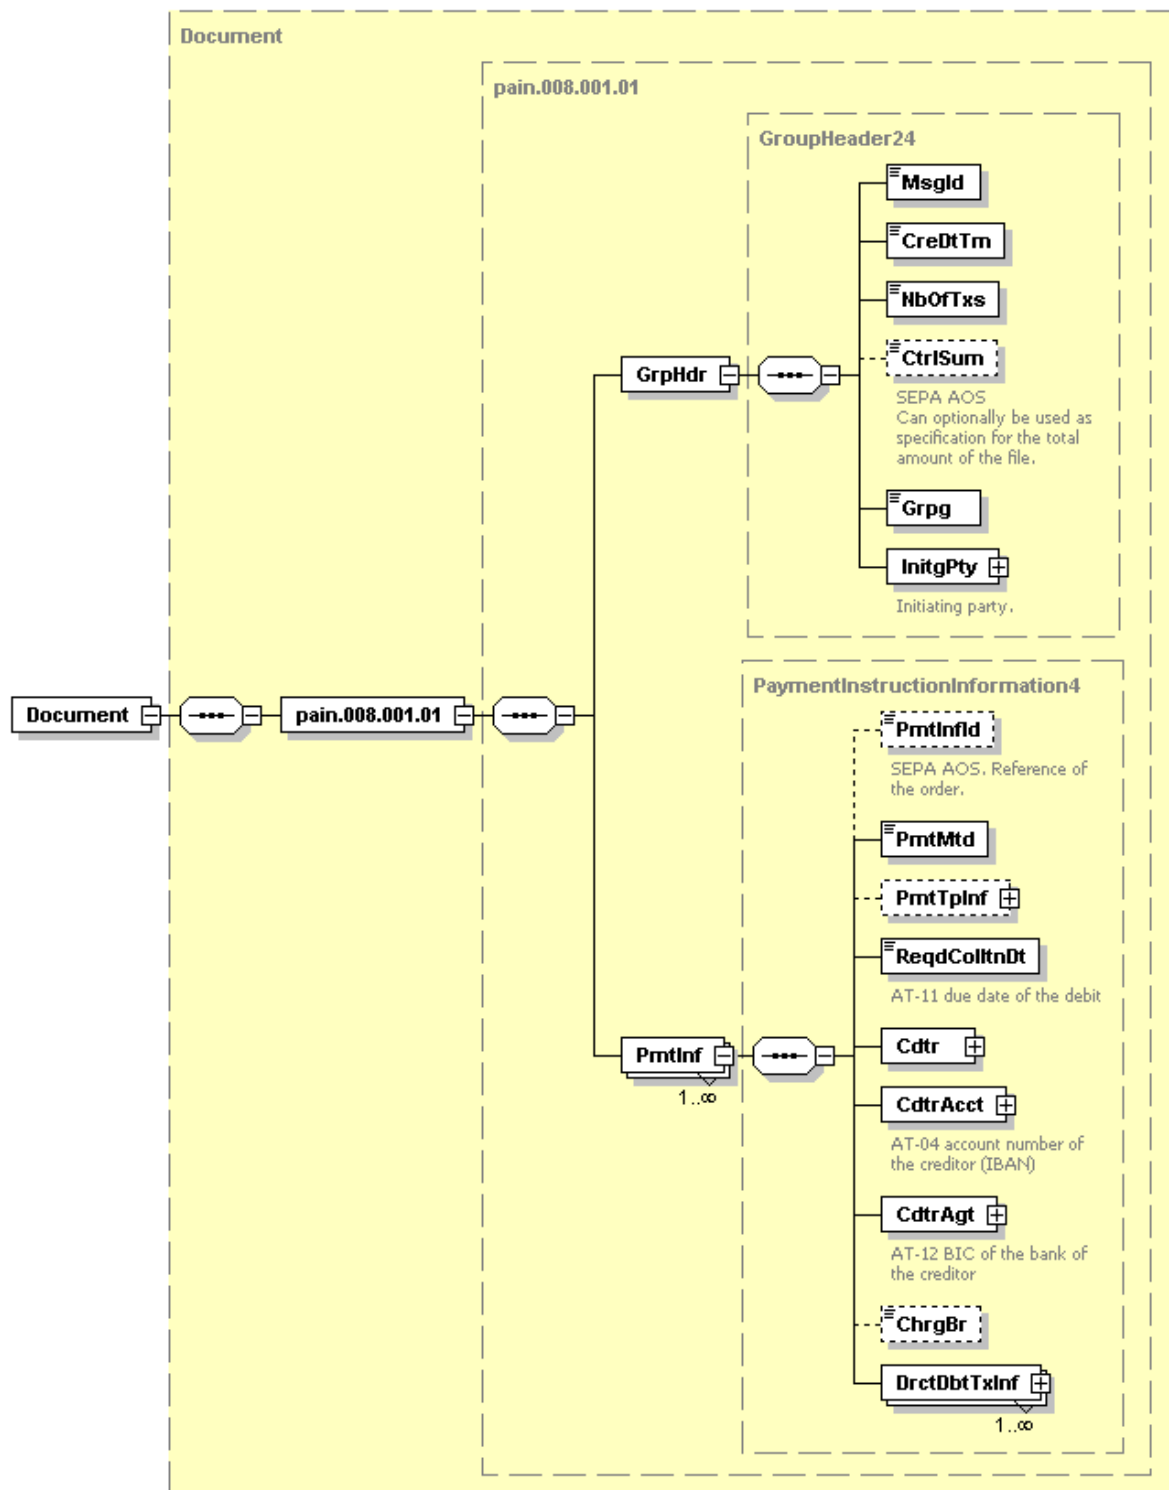 Document
pain.008.001.01
GroupHeader24
MsgId
CreDtTm
NbOfTxs
CtrlSum
SEPA AOS
Can optionally be used as
specification for the total
amount of the file.
GrpHdr
Grpg
InitgPty
Initiating party.
Document
pain.008.001.01
PaymentInstructionInformation4
PmtInfId
SEPA AOS. Reference of
the order.
PmtMtd
PmtTpInf
ReqdColltnDt
AT-11 due date of the debit
PmtInf
1..∞
Cdtr
CdtrAcct
AT-04 account number of
the creditor (IBAN)
CdtrAgt
AT-12 BIC of the bank of
the creditor
ChrgBr
DrctDbtTxInf
1..∞